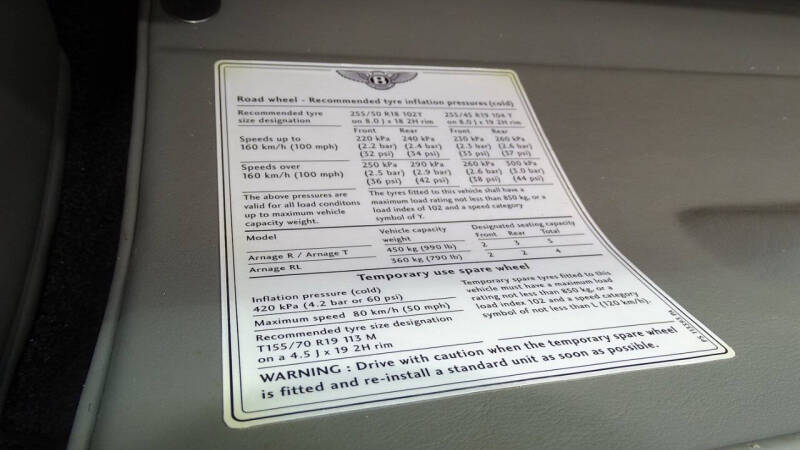 B
Road wheel - Recommended tyre inflation pressures (cold)
Recommended tyre size designation 255/50 R18 102Y on 8.0 J x 18 2H rim 255/45 R19 104 Y on 8.0 J x 19 2H rim
Front Rear Front Rear
Speeds up to 160 km/h (100 mph) 220 kPa (2.2 bar) (32 psi) 240 kPa (2.4 bar) (34 psi) 230 kPa (2.3 bar) (33 psi) 260 kPa (2.6 bar) (37 psi)
Speeds over 160 km/h (100 mph) 250 kPa (2.5 bar) (36 psi) 290 kPa (2.9 bar) (42 psi) 260 kPa (2.6 bar) (38 psi) 300 kPa (3.0 bar) (44 psi)
The above pressures are
valid for all load conditons
up to maximum vehicle
capacity weight.
The tyres fitted to this vehicle shall have a
maximum load rating not less than 850 kg, or a
load index of 102 and a speed category
symbol of Y.
Model Vehicle capacity weight Designated seating capacity
Front Rear Total
Arnage R / Arnage T 450 kg (990 lb) 2 3 5
Arnage RL 360 kg (790 lb) 2 2 4
Temporary use spare wheel
Inflation pressure (cold)
420 kPa (4.2 bar or 60 psi)
Maximum speed 80 km/h (50 mph)
Recommended tyre size designation
T155/70 R19 113 M
on a 4.5 J x 19 2H rim
Temporary spare tyres fitted to this
vehicle must have a maximum load
rating not less than 850 kg, or a
load index 102 and a speed category
symbol of not less than L (120 km/h).
WARNING : Drive with caution when the temporary spare wheel
is fitted and re-install a standard unit as soon as possible.